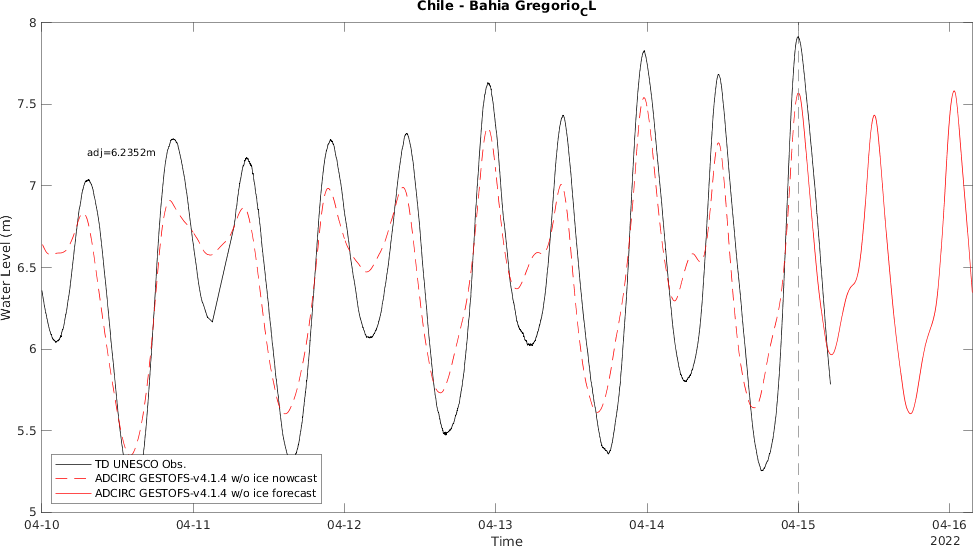 Chile - Bahia Gregorio_CL
8
7.5
7
6.5
6
5.5
5
Water Level (m)
adj=6.2352m
TD UNESCO Obs.
ADCIRC GESTOFS-v4.1.4 w/o ice nowcast
ADCIRC GESTOFS-v4.1.4 w/o ice forecast
04-10 04-11 04-12 04-13 04-14 04-15 04-16
Time
2022